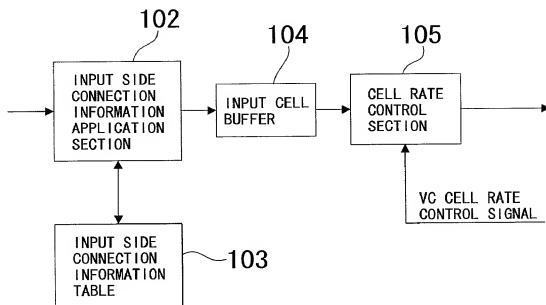 102
INPUT SIDE
CONNECTION
INFORMATION
APPLICATION
SECTION
104
INPUT CELL
BUFFER
105
CELL RATE
CONTROL
SECTION
VC CELL RATE
CONTROL SIGNAL
INPUT SIDE
CONNECTION
INFORMATION
TABLE
103